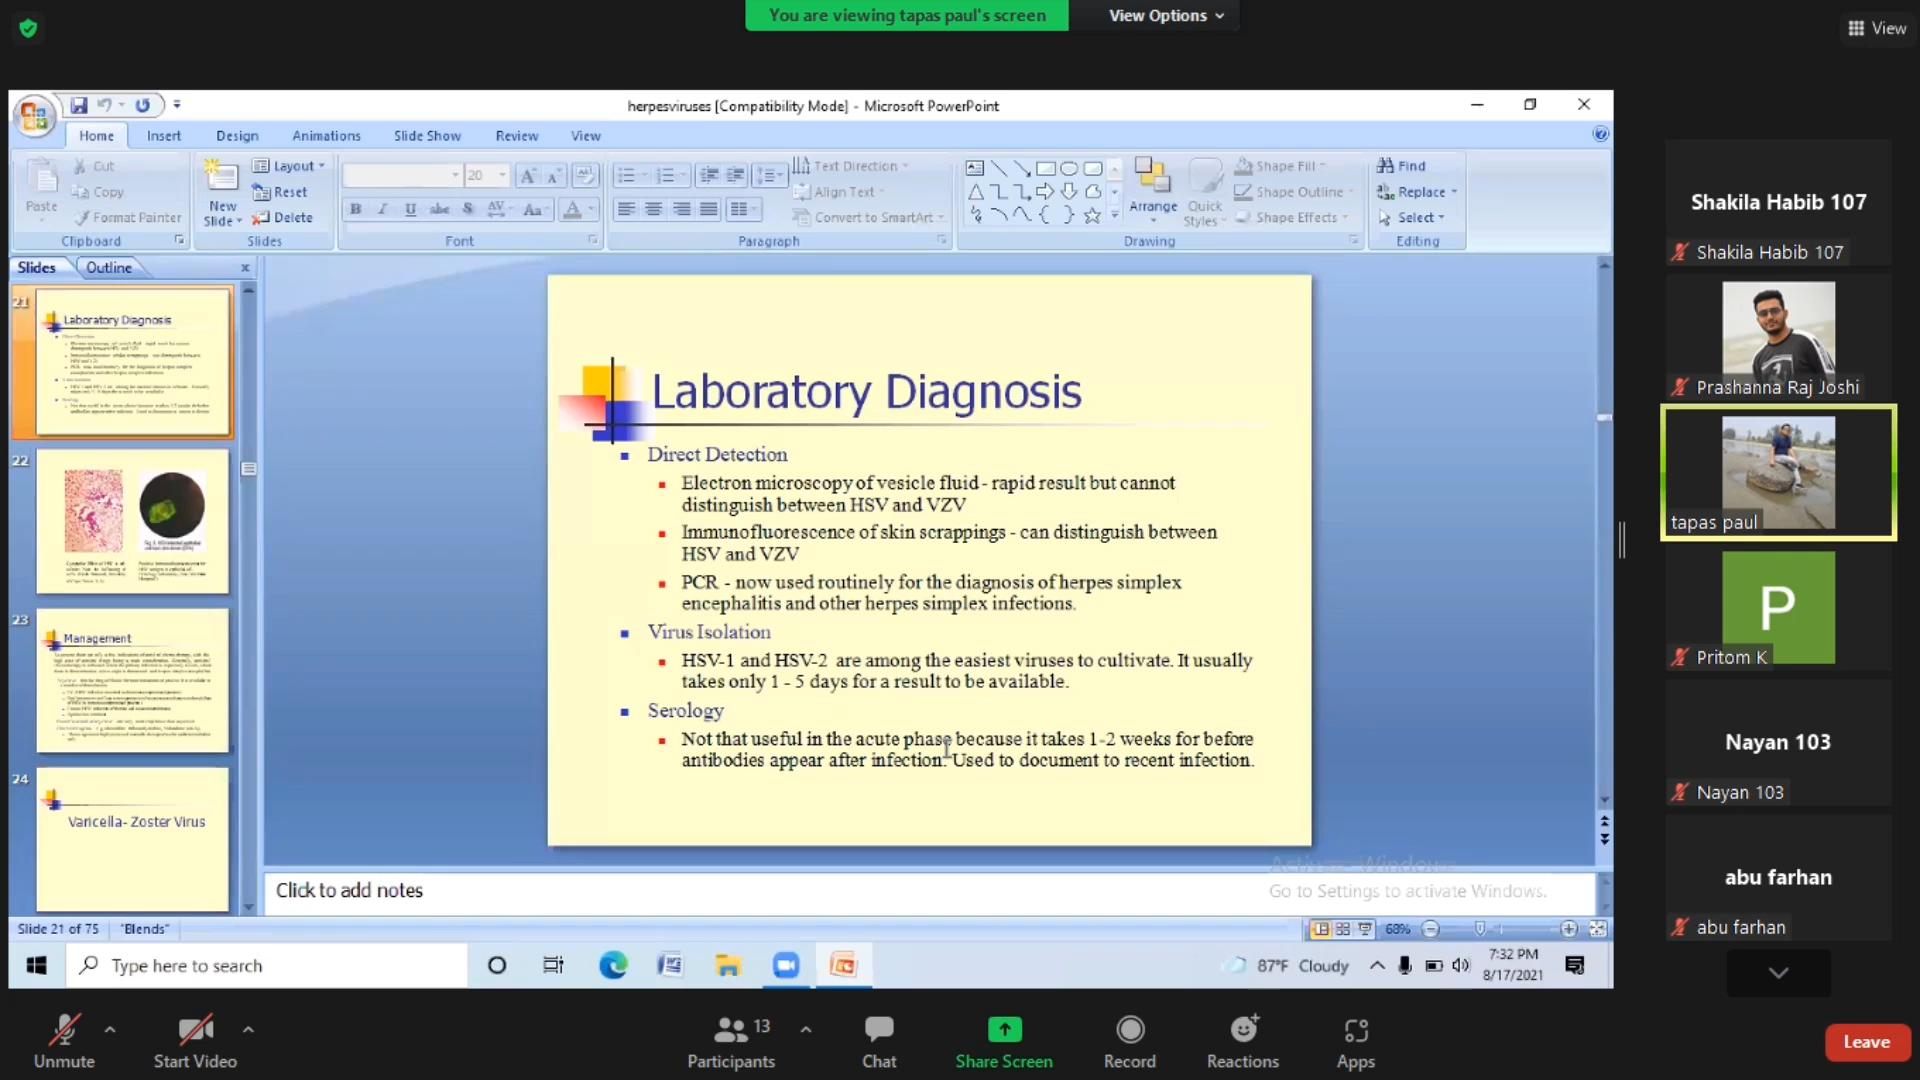 You are viewing tapas paul's screen
View Options
View
herpesviruses [Compatibility Mode] - Microsoft PowerPoint
Home Insert Design Animations Slide Show Review View
Paste
Cut
Copy
Format Painter
Clipboard
New Slide
Layout
Reset
Delete
Slides
20
Font
Text Direction
Align Text
Convert to SmartArt
Paragraph
Arrange
Quick Styles
Shape Fill
Shape Outline
Shape Effects
Drawing
Find
Replace
Select
Editing
Slides Outline
21
Laboratory Diagnosis
22
23
Management
24
Varicella- Zoster Virus
Laboratory Diagnosis
Direct Detection
Electron microscopy of vesicle fluid - rapid result but cannot
distinguish between HSV and VZV
Immunofluorescence of skin scrappings - can distinguish between
HSV and VZV
PCR - now used routinely for the diagnosis of herpes simplex
encephalitis and other herpes simplex infections.
Virus Isolation
HSV-1 and HSV-2 are among the easiest viruses to cultivate. It usually
takes only 1 - 5 days for a result to be available.
Serology
Not that useful in the acute phase because it takes 1-2 weeks for before
antibodies appear after infection. Used to document to recent infection.
Click to add notes
Activate Windows
Go to Settings to activate Windows.
Slide 21 of 75 "Blends"
68%
Type here to search
87°F Cloudy
7:32 PM
8/17/2021
Shakila Habib 107
Shakila Habib 107
Prashanna Raj Joshi
tapas paul
P
Pritom K
Nayan 103
Nayan 103
abu farhan
abu farhan
Unmute
Start Video
13
Participants
Chat
Share Screen
Record
Reactions
Apps
Leave